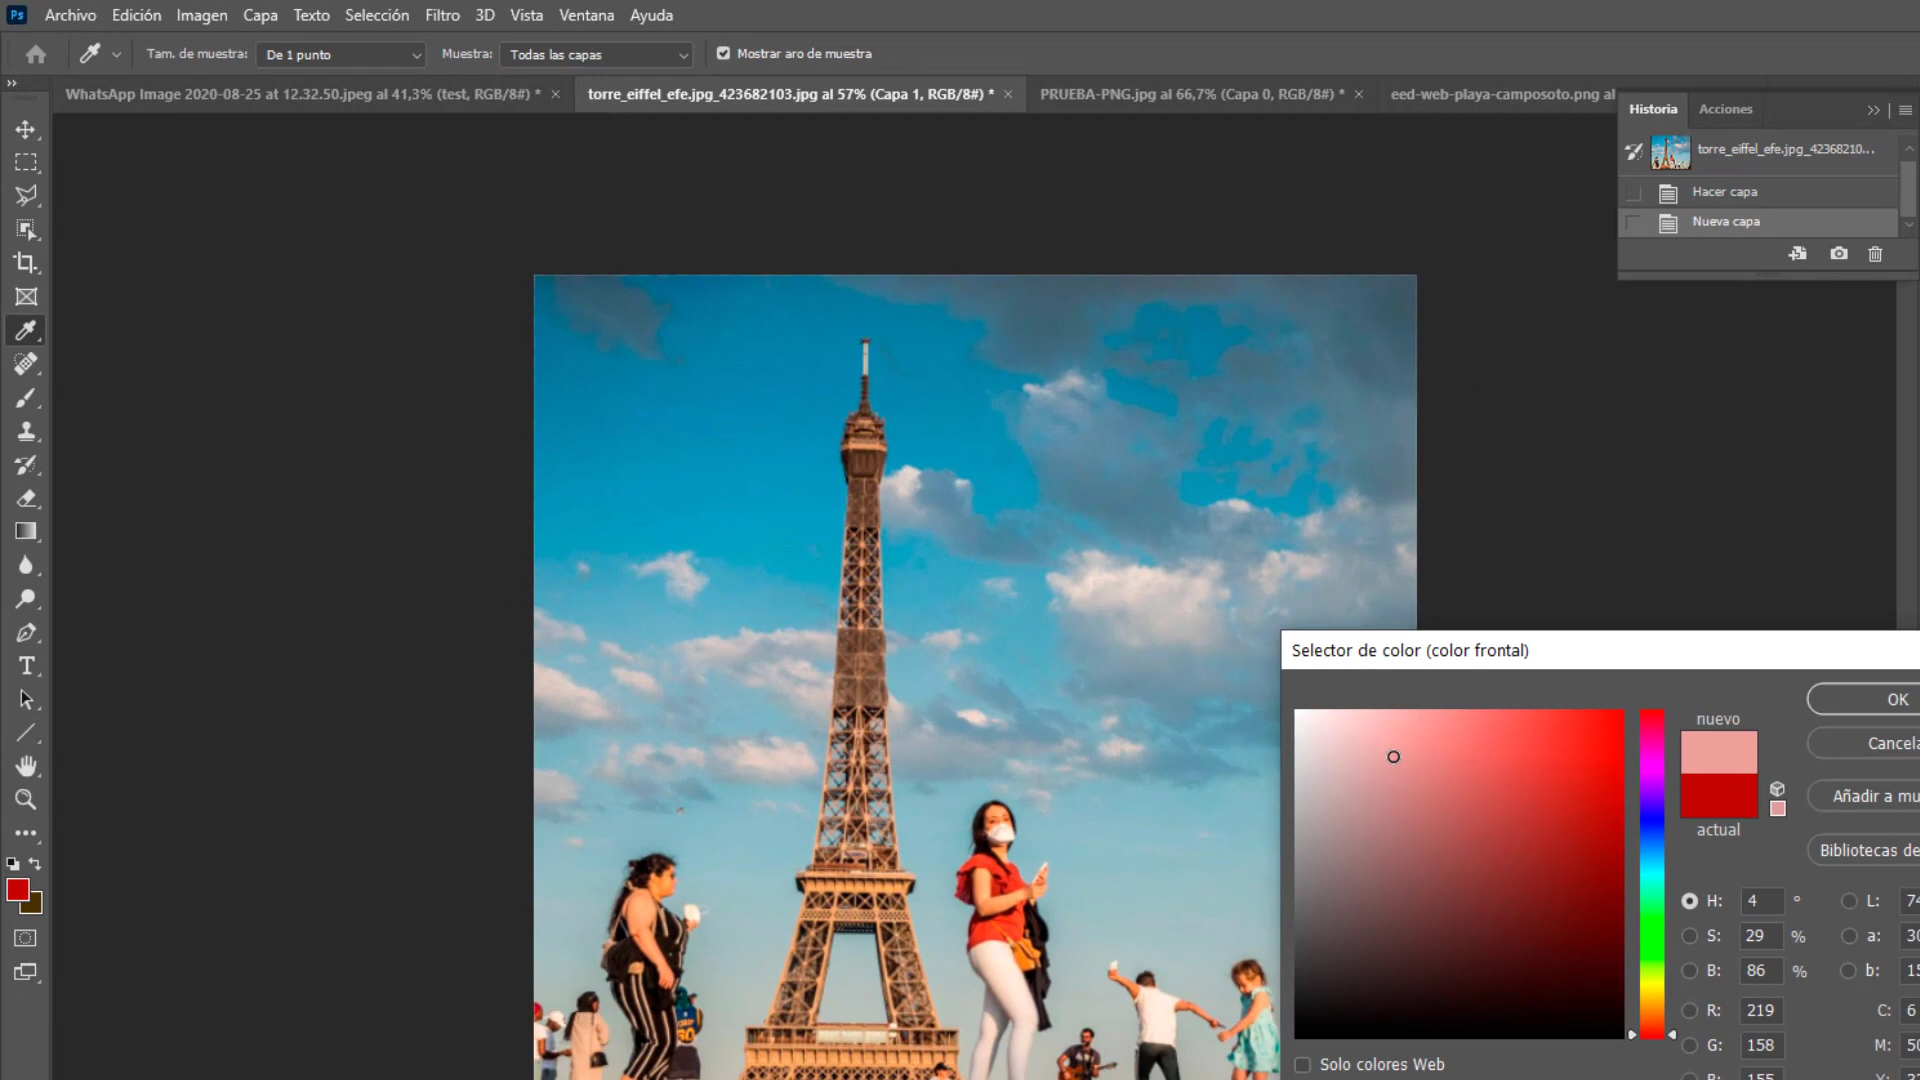 Ps Archivo Edición Imagen Capa Texto Selección Filtro 3D Vista Ventana Ayuda
Tam. de muestra: De 1 punto Muestra: Todas las capas Mostrar aro de muestra
WhatsApp Image 2020-08-25 at 12.32.50.jpeg al 41,3% (test, RGB/8#) * × torre_eiffel_efe.jpg_423682103.jpg al 57% (Capa 1, RGB/8#) * × PRUEBA-PNG.jpg al 66,7% (Capa 0, RGB/8#) * × eed-web-playa-camposoto.png al
Historia Acciones
torre_eiffel_efe.jpg_42368210...
Hacer capa
Nueva capa
Selector de color (color frontal)
OK
nuevo
Cancela
Añadir a mu
actual
Bibliotecas de
H: 4 ° L: 74
S: 29 % a: 30
B: 86 % b: 15
R: 219 C: 6
G: 158 M: 50
155
Solo colores Web
30